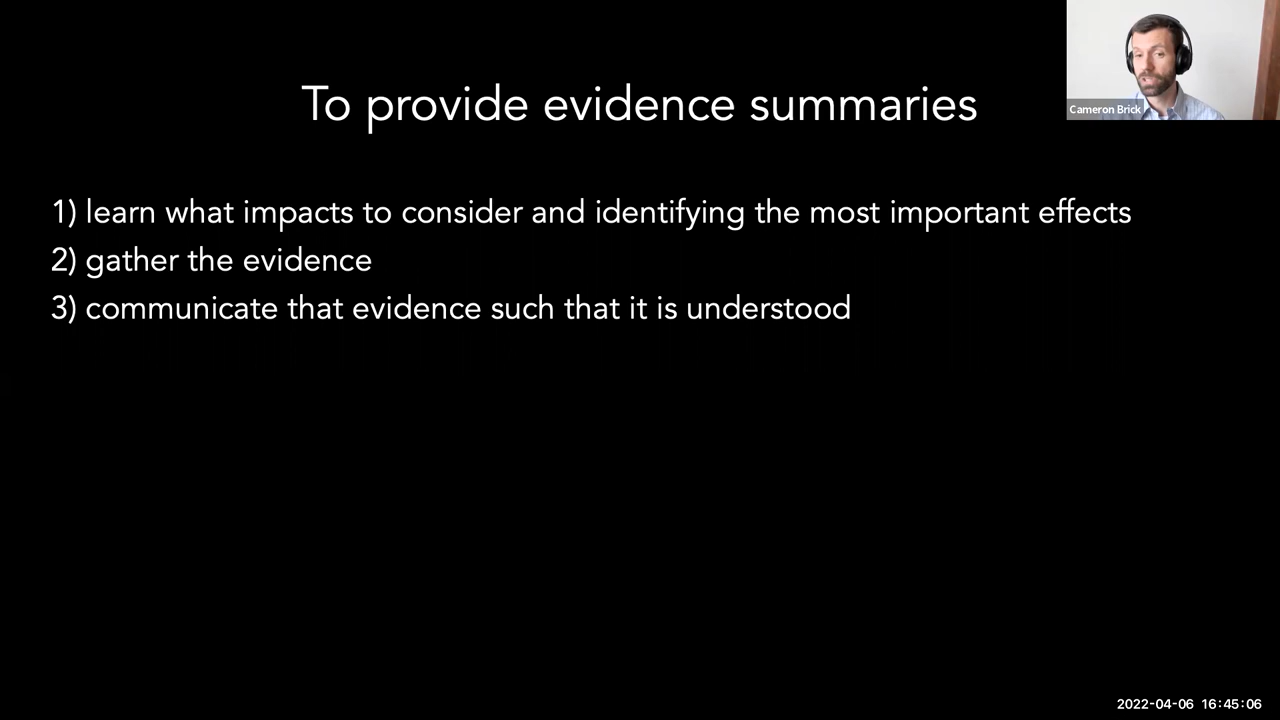 To provide evidence summaries
Cameron Brick
1) learn what impacts to consider and identifying the most important effects
2) gather the evidence
3) communicate that evidence such that it is understood
2022-04-06 16:45:06